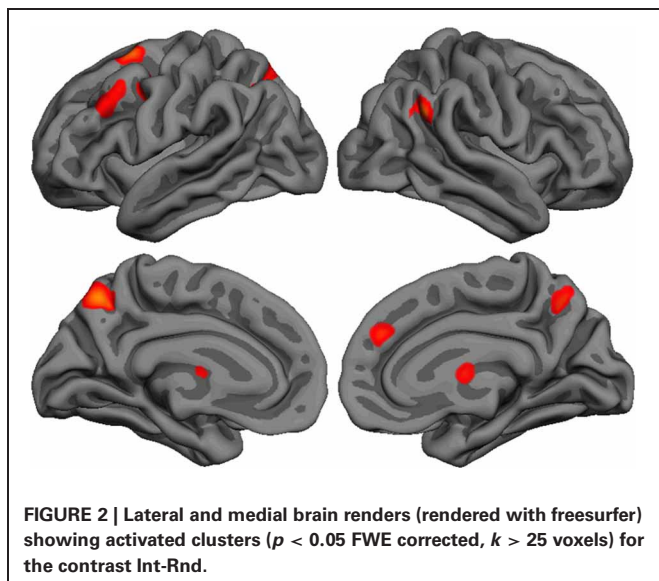 FIGURE 2 | Lateral and medial brain renders (rendered with freesurfer)
showing activated clusters (p < 0.05 FWE corrected, k > 25 voxels) for
the contrast Int-Rnd.